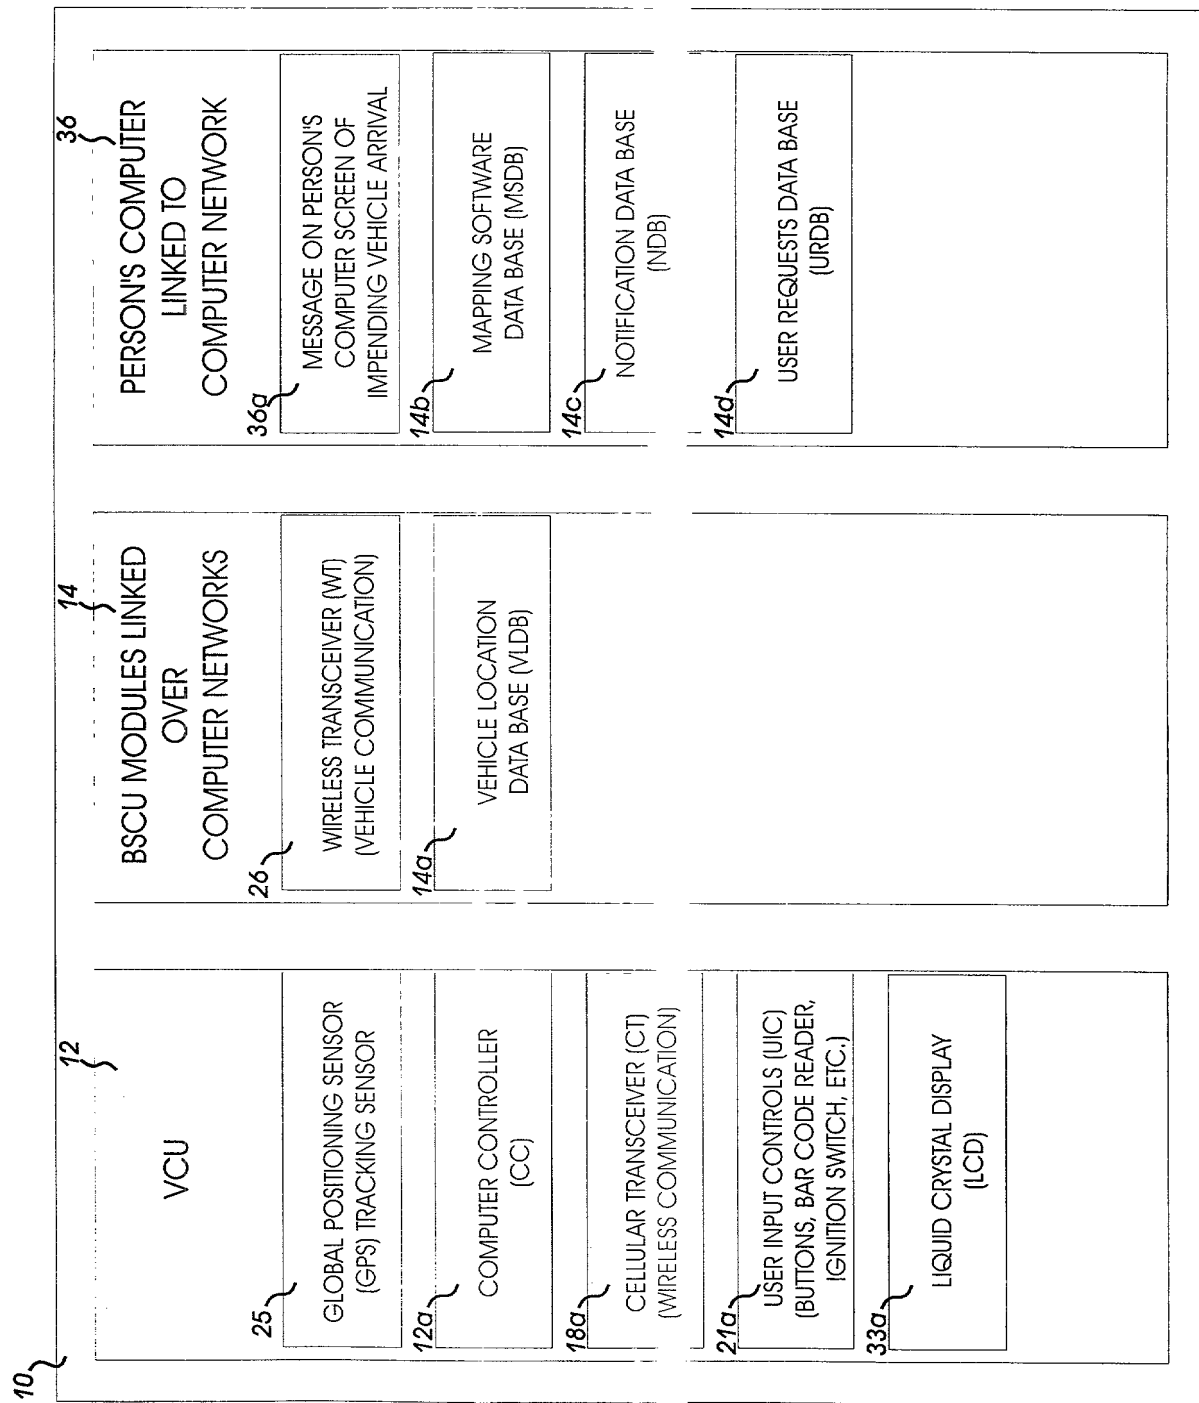 10
12
VCU
25
GLOBAL POSITIONING SENSOR
(GPS) TRACKING SENSOR
12a
COMPUTER CONTROLLER
(CC)
18a
CELLULAR TRANSCEIVER (CT)
(WIRELESS COMMUNICATION)
21a
USER INPUT CONTROLS (UIC)
(BUTTONS, BAR CODE READER,
IGNITION SWITCH, ETC.)
33a
LIQUID CRYSTAL DISPLAY
(LCD)
14
BSCU MODULES LINKED
OVER
COMPUTER NETWORKS
26
WIRELESS TRANSCEIVER (WT)
(VEHICLE COMMUNICATION)
14a
VEHICLE LOCATION
DATA BASE (VLDB)
36
PERSON'S COMPUTER
LINKED TO
COMPUTER NETWORK
36a
MESSAGE ON PERSON'S
COMPUTER SCREEN OF
IMPENDING VEHICLE ARRIVAL
14b
MAPPING SOFTWARE
DATA BASE (MSDB)
14c
NOTIFICATION DATA BASE
(NDB)
14d
USER REQUESTS DATA BASE
(URDB)